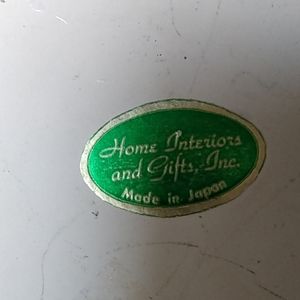 Home Interiors
and Gifts, Inc.
Made in Japan